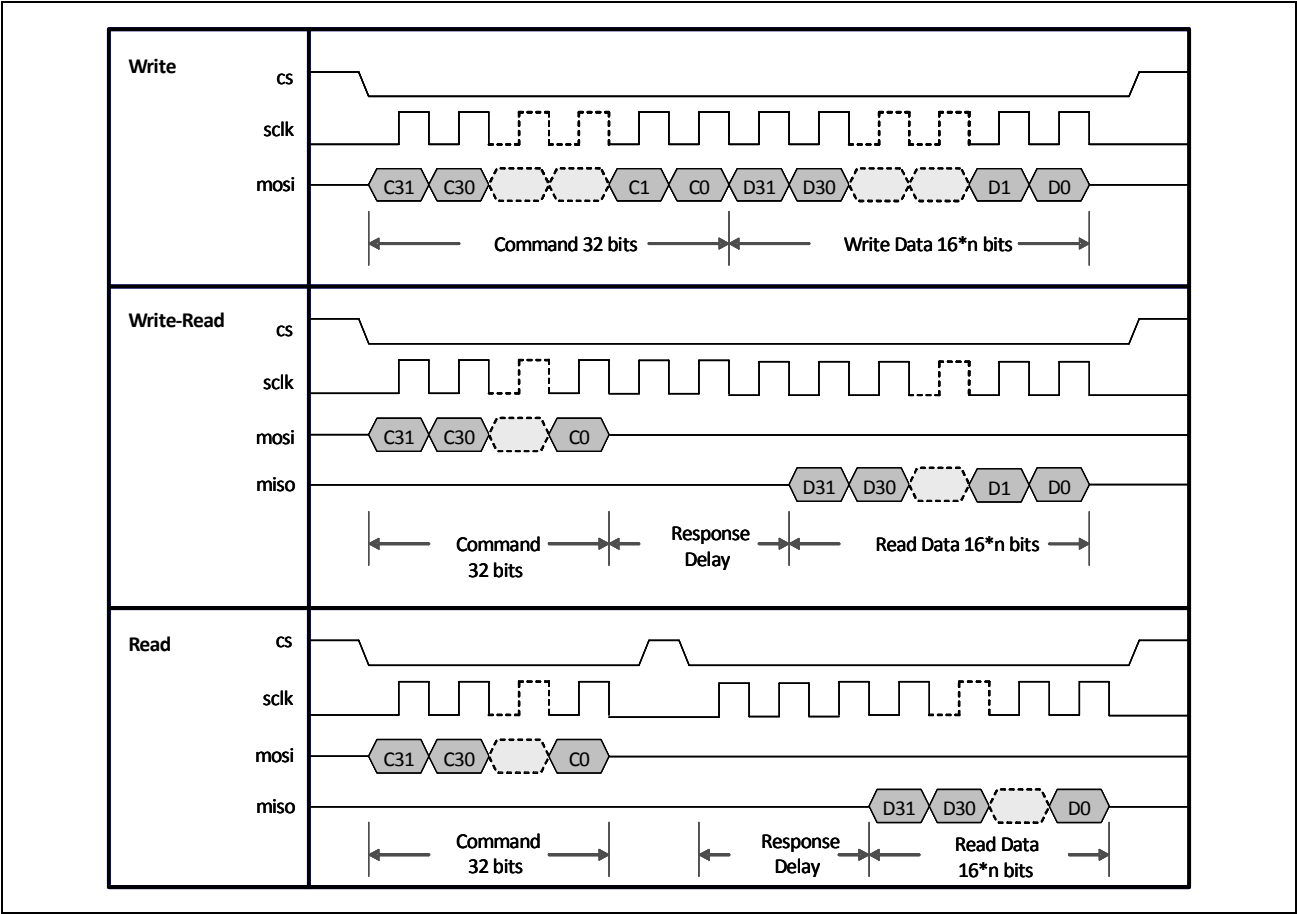 Write
cs
sclk
mosi
C31 C30 C1 C0 D31 D30 D1 D0
Command 32 bits Write Data 16*n bits
Write-Read
cs
sclk
mosi
C31 C30 C0
miso
D31 D30 D1 D0
Command
32 bits
Response
Delay
Read Data 16*n bits
Read
cs
sclk
mosi
C31 C30 C0
miso
D31 D30 D0
Command
32 bits
Response
Delay
Read Data
16*n bits